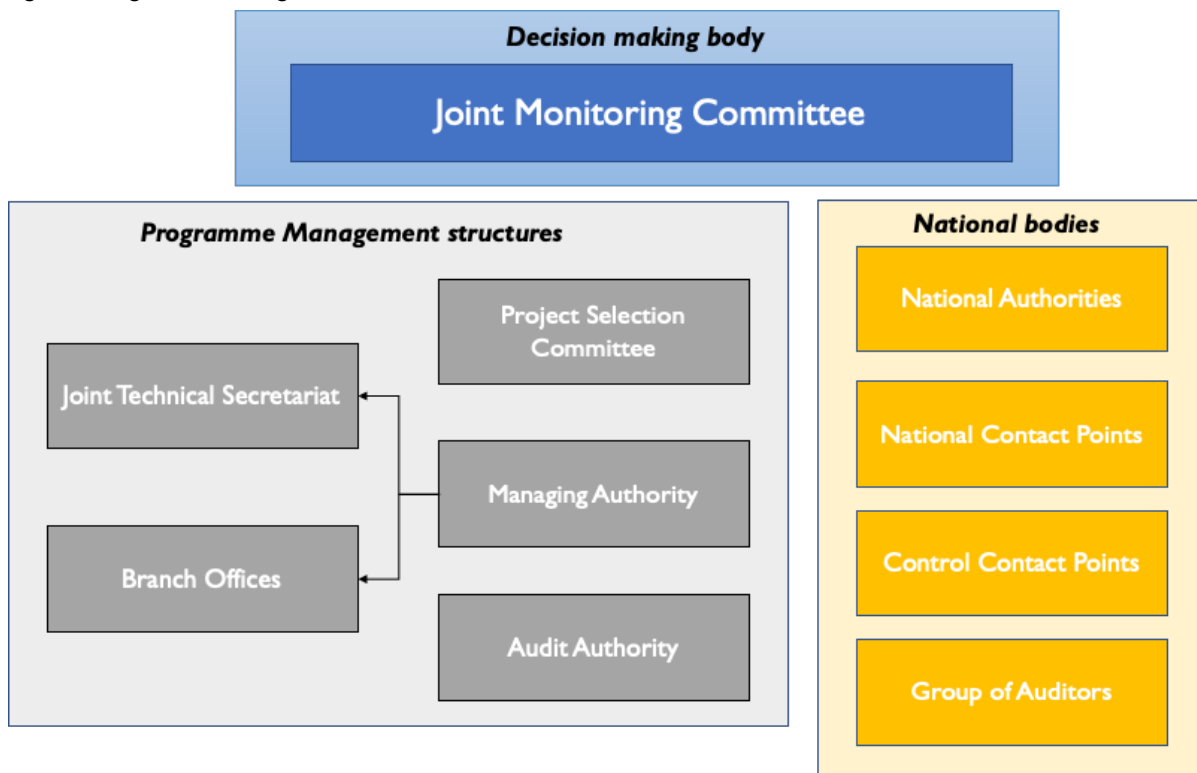 Decision making body
Joint Monitoring Committee
Programme Management structures
Project Selection
Committee
Joint Technical Secretariat
Managing Authority
Branch Offices
Audit Authority
National bodies
National Authorities
National Contact Points
Control Contact Points
Group of Auditors